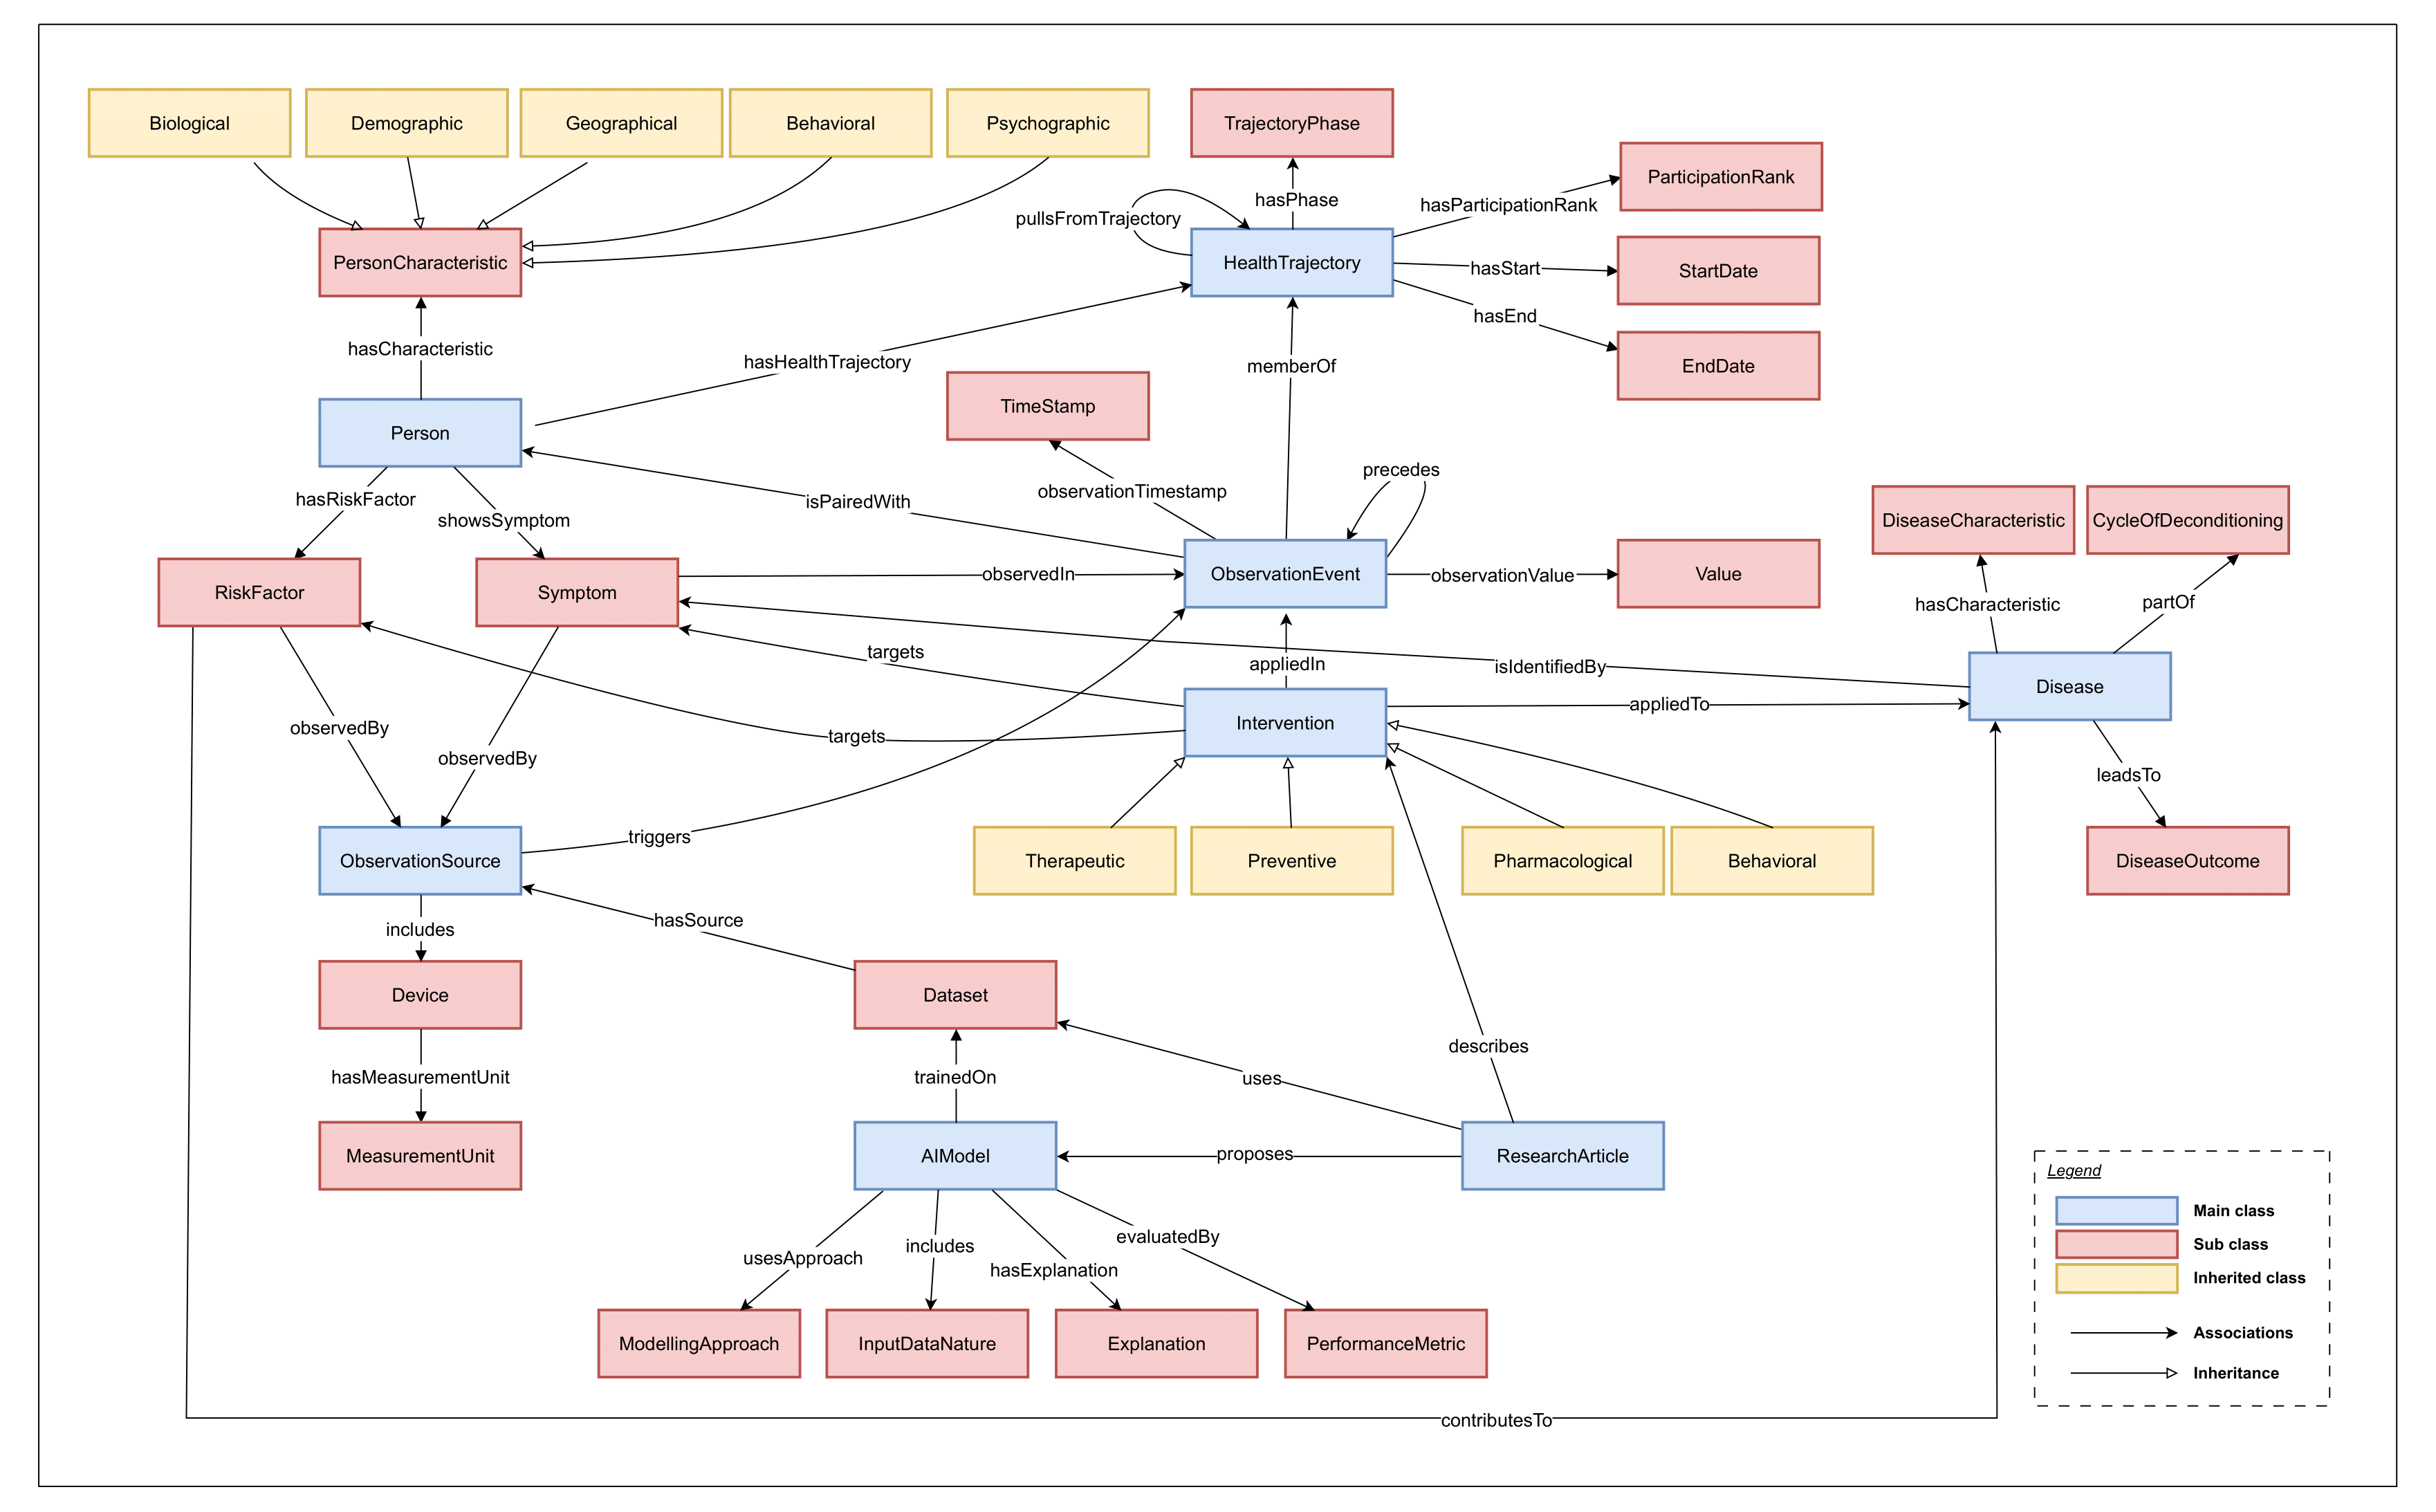 Biological
Demographic
Geographical
Behavioral
Psychographic
TrajectoryPhase
ParticipationRank
hasPhase
hasParticipationRank
pullsFromTrajectory
PersonCharacteristic
HealthTrajectory
hasStart
StartDate
hasEnd
hasCharacteristic
hasHealthTrajectory
memberOf
EndDate
TimeStamp
Person
precedes
observationTimestamp
isPairedWith
hasRiskFactor
showsSymptom
DiseaseCharacteristic
CycleOfDeconditioning
RiskFactor
Symptom
observedIn
ObservationEvent
observationValue
Value
hasCharacteristic
partOf
targets
appliedIn
isIdentifiedBy
Disease
appliedTo
Intervention
observedBy
targets
observedBy
leadsTo
triggers
ObservationSource
Therapeutic
Preventive
Pharmacological
Behavioral
DiseaseOutcome
includes
hasSource
Device
Dataset
describes
hasMeasurementUnit
trainedOn
uses
MeasurementUnit
AIModel
proposes
ResearchArticle
usesApproach
includes
hasExplanation
evaluatedBy
ModellingApproach
InputDataNature
Explanation
PerformanceMetric
contributesTo
Legend
Main class
Sub class
Inherited class
Associations
Inheritance